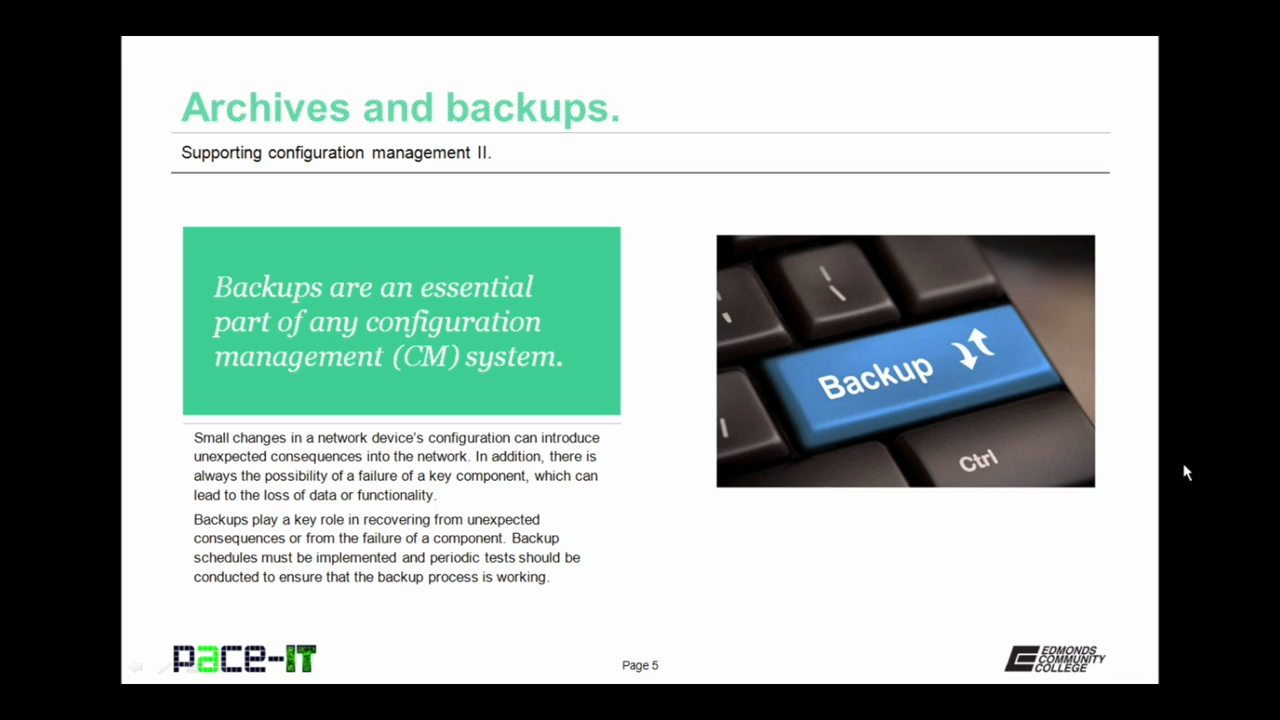 Archives and backups.
Supporting configuration management II.
Backups are an essential
part of any configuration
management (CM) system.
Small changes in a network device's configuration can introduce
unexpected consequences into the network. In addition, there is
always the possibility of a failure of a key component, which can
lead to the loss of data or functionality.
Backups play a key role in recovering from unexpected
consequences or from the failure of a component. Backup
schedules must be implemented and periodic tests should be
conducted to ensure that the backup process is working.
Backup
Ctrl
pace-IT
Page 5
EDMONDS
COMMUNITY
COLLEGE